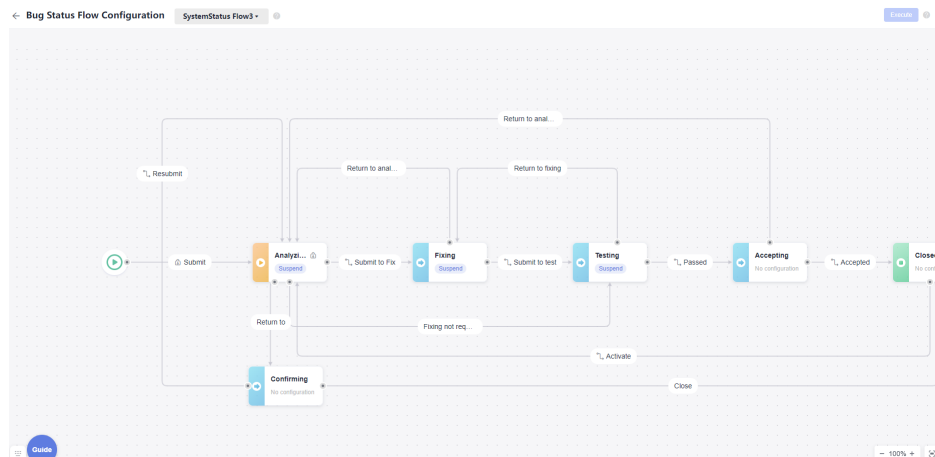 Bug Status Flow Configuration
SystemStatus Flow3
Execute
Return to anal...
Return to anal...
Return to fixing
Resubmit
Submit
Analyzi...
Suspend
Submit to Fix
Fixing
Suspend
Submit to test
Testing
Suspend
Passed
Accepting
No configuration
Accepted
Close
No conf
Return to
Fixing not req...
Activate
Confirming
No configuration
Close
Guide
100%